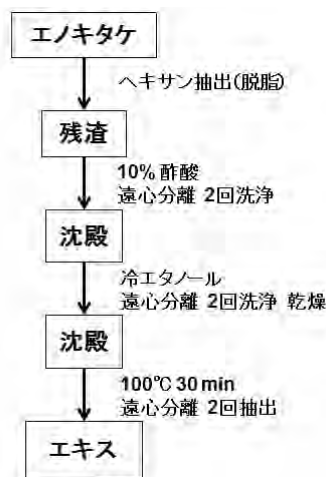 エノキタケ
ヘキサン抽出(脱脂)
残渣
10% 酢酸
遠心分離 2回洗浄
沈殿
冷エタノール
遠心分離 2回洗浄 乾燥
沈殿
100℃ 30 min
遠心分離 2回抽出
エキス